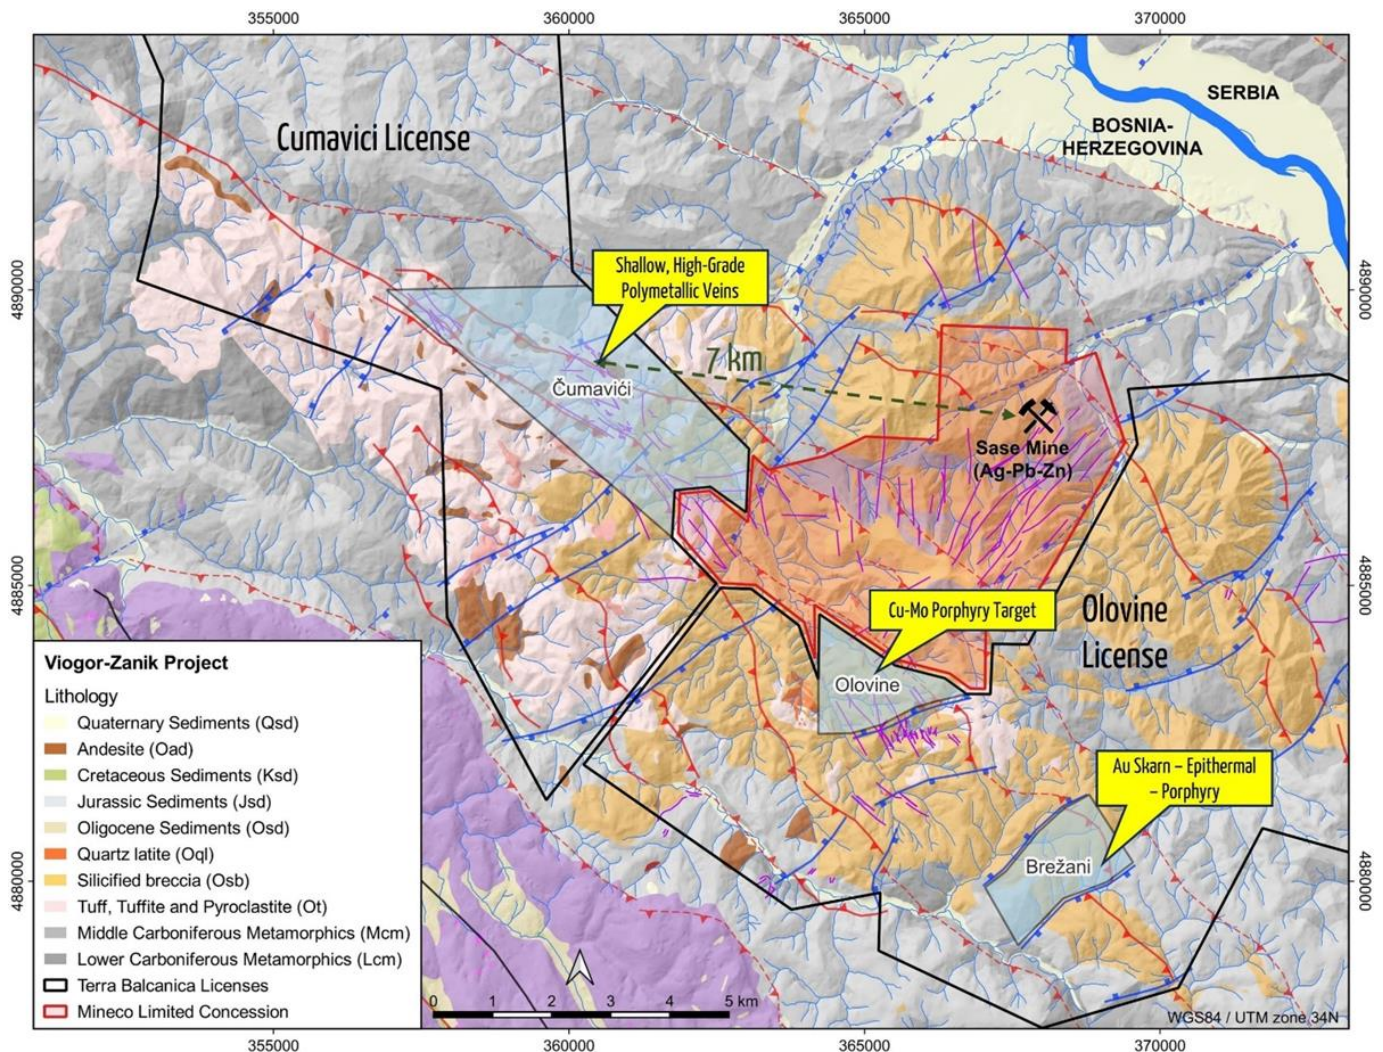 355000
360000
365000
370000
SERBIA
BOSNIA-
HERZEGOVINA
Cumavici License
4890000
4890000
Shallow, High-Grade
Polymetallic Veins
7 km
Čumavići
Sase Mine
(Ag-Pb-Zn)
4885000
4885000
Cu-Mo Porphyry Target
Olovine
License
Olovine
Au Skarn – Epithermal
– Porphyry
Brežani
4880000
4880000
Viogor-Zanik Project
Lithology
Quaternary Sediments (Qsd)
Andesite (Oad)
Cretaceous Sediments (Ksd)
Jurassic Sediments (Jsd)
Oligocene Sediments (Osd)
Quartz latite (Oql)
Silicified breccia (Osb)
Tuff, Tuffite and Pyroclastite (Ot)
Middle Carboniferous Metamorphics (Mcm)
Lower Carboniferous Metamorphics (Lcm)
Terra Balcanica Licenses
Mineco Limited Concession
0 1 2 3 4 5 km
WGS84 / UTM zone 34N
355000
360000
365000
370000